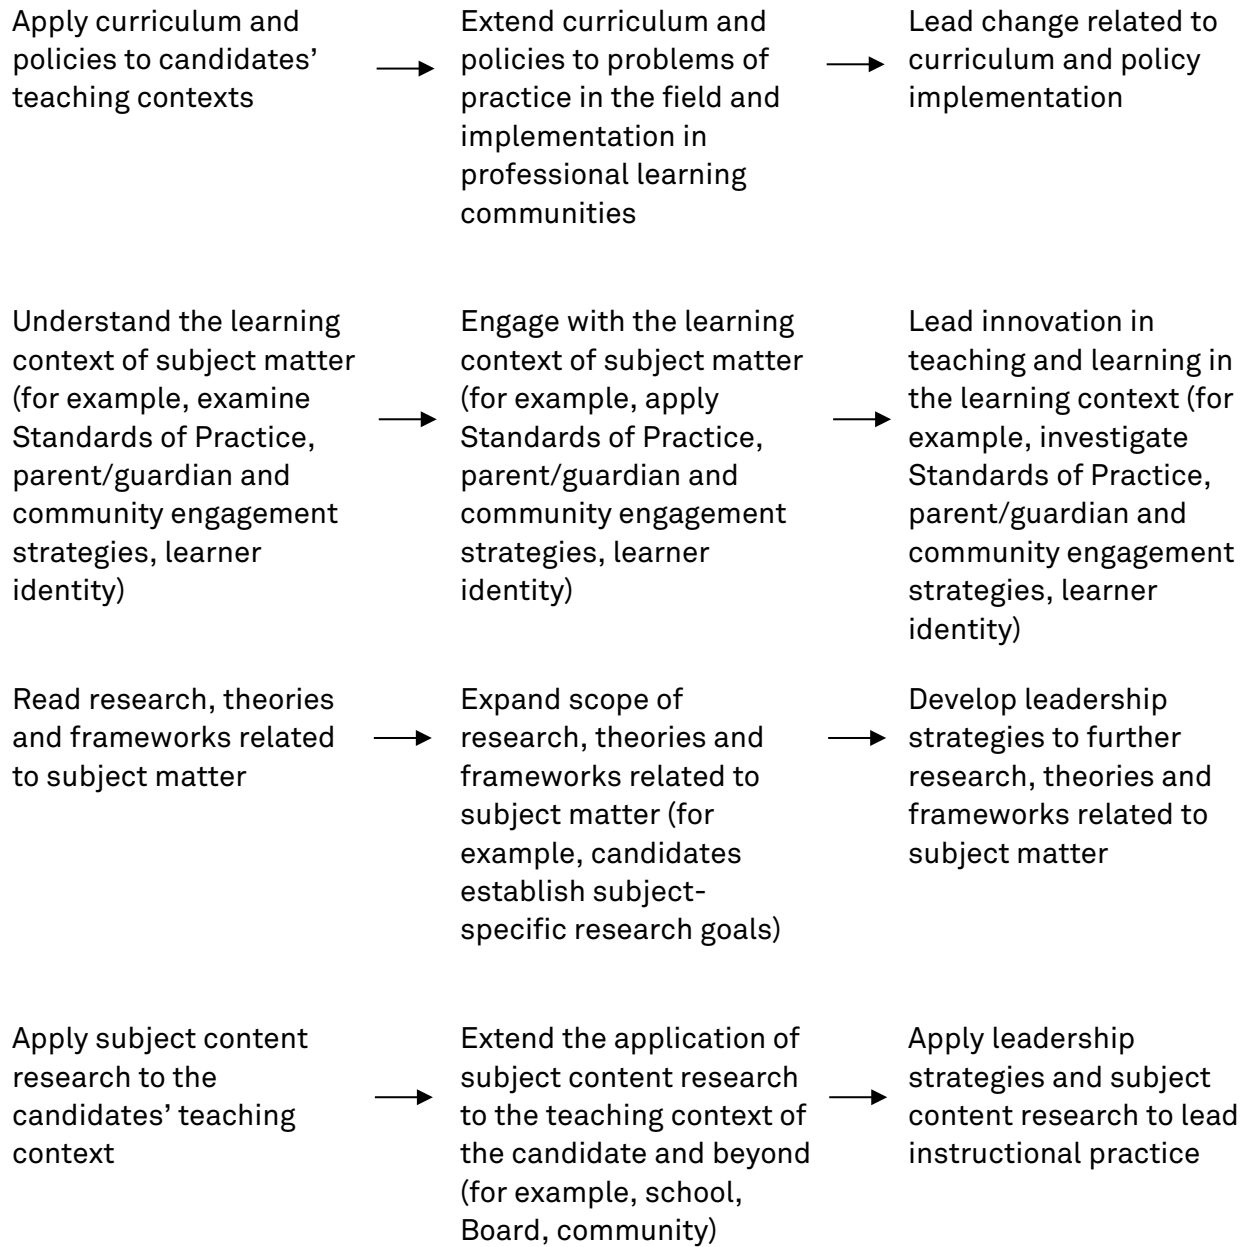 Apply curriculum and
policies to candidates’
teaching contexts
Extend curriculum and
policies to problems of
practice in the field and
implementation in
professional learning
communities
Lead change related to
curriculum and policy
implementation
Understand the learning
context of subject matter
(for example, examine
Standards of Practice,
parent/guardian and
community engagement
strategies, learner
identity)
Engage with the learning
context of subject matter
(for example, apply
Standards of Practice,
parent/guardian and
community engagement
strategies, learner
identity)
Lead innovation in
teaching and learning in
the learning context (for
example, investigate
Standards of Practice,
parent/guardian and
community engagement
strategies, learner
identity)
Read research, theories
and frameworks related
to subject matter
Expand scope of
research, theories and
frameworks related to
subject matter (for
example, candidates
establish subject-
specific research goals)
Develop leadership
strategies to further
research, theories and
frameworks related to
subject matter
Apply subject content
research to the
candidates’ teaching
context
Extend the application of
subject content research
to the teaching context of
the candidate and beyond
(for example, school,
Board, community)
Apply leadership
strategies and subject
content research to lead
instructional practice